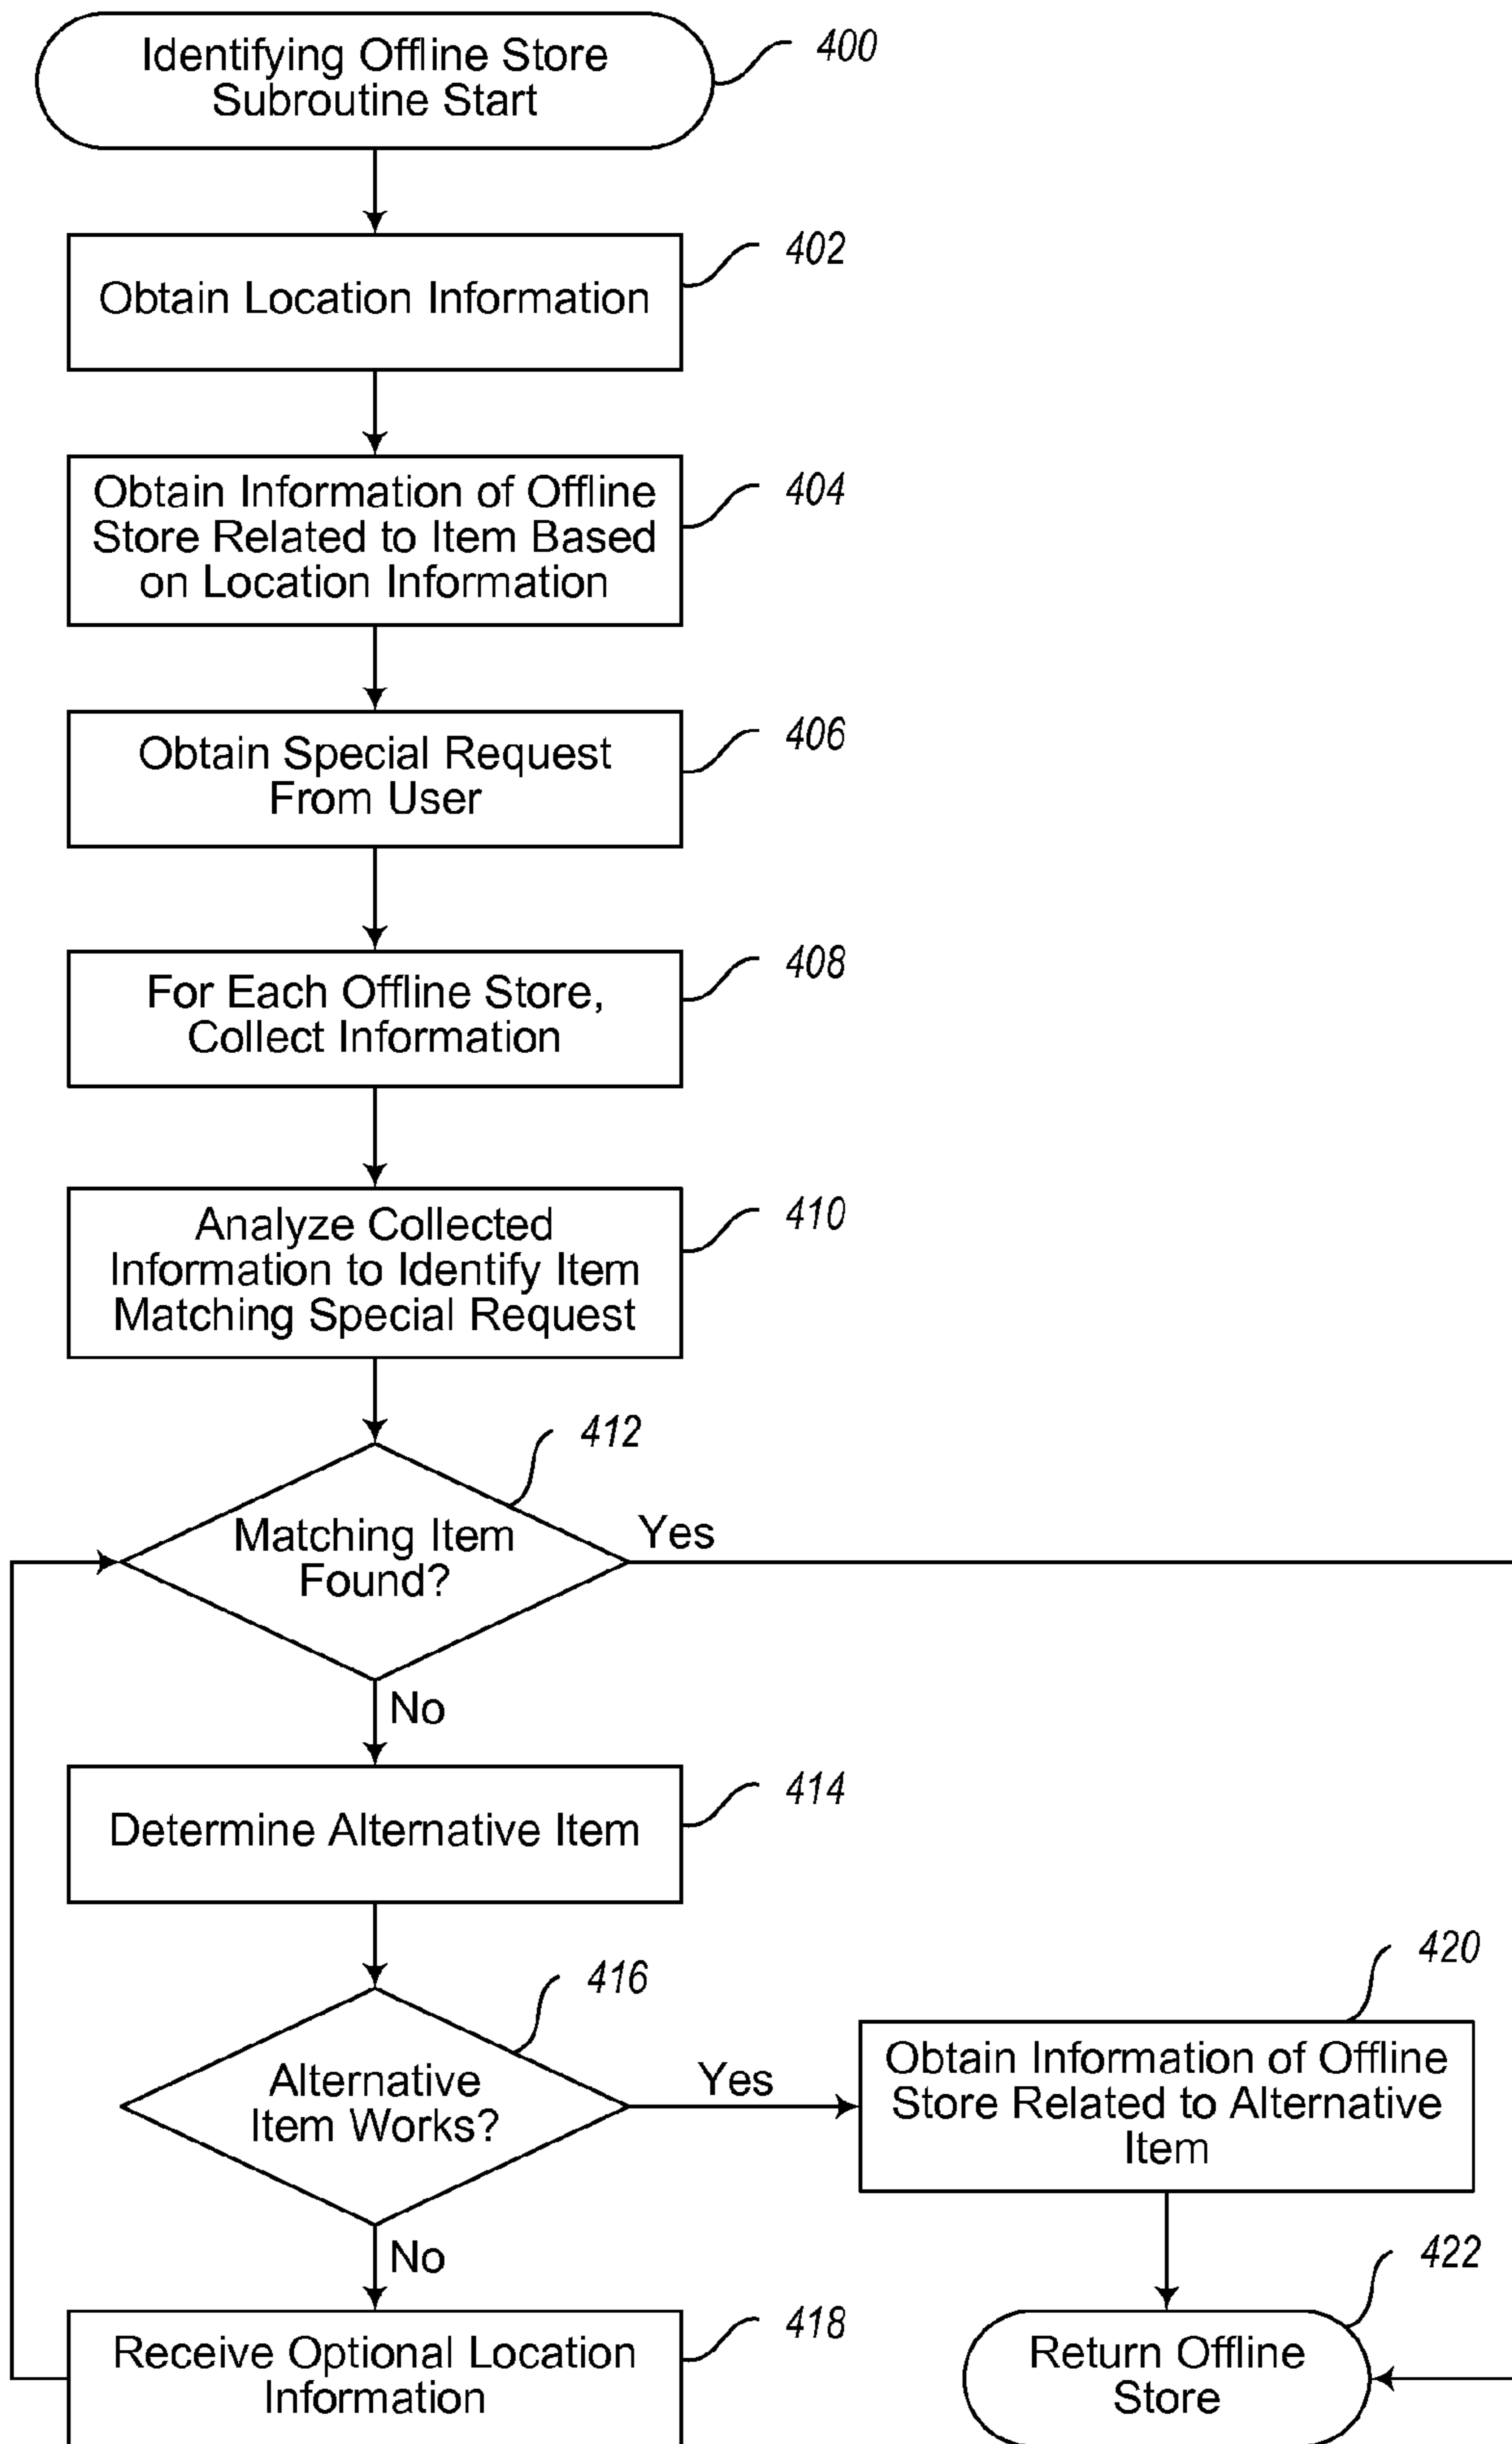 Identifying Offline Store
Subroutine Start
400
Obtain Location Information
402
Obtain Information of Offline
Store Related to Item Based
on Location Information
404
Obtain Special Request
From User
406
For Each Offline Store,
Collect Information
408
Analyze Collected
Information to Identify Item
Matching Special Request
410
412
Matching Item
Found?
Yes
No
Determine Alternative Item
414
416
Alternative
Item Works?
Yes
No
420
Obtain Information of Offline
Store Related to Alternative
Item
Receive Optional Location
Information
418
422
Return Offline
Store